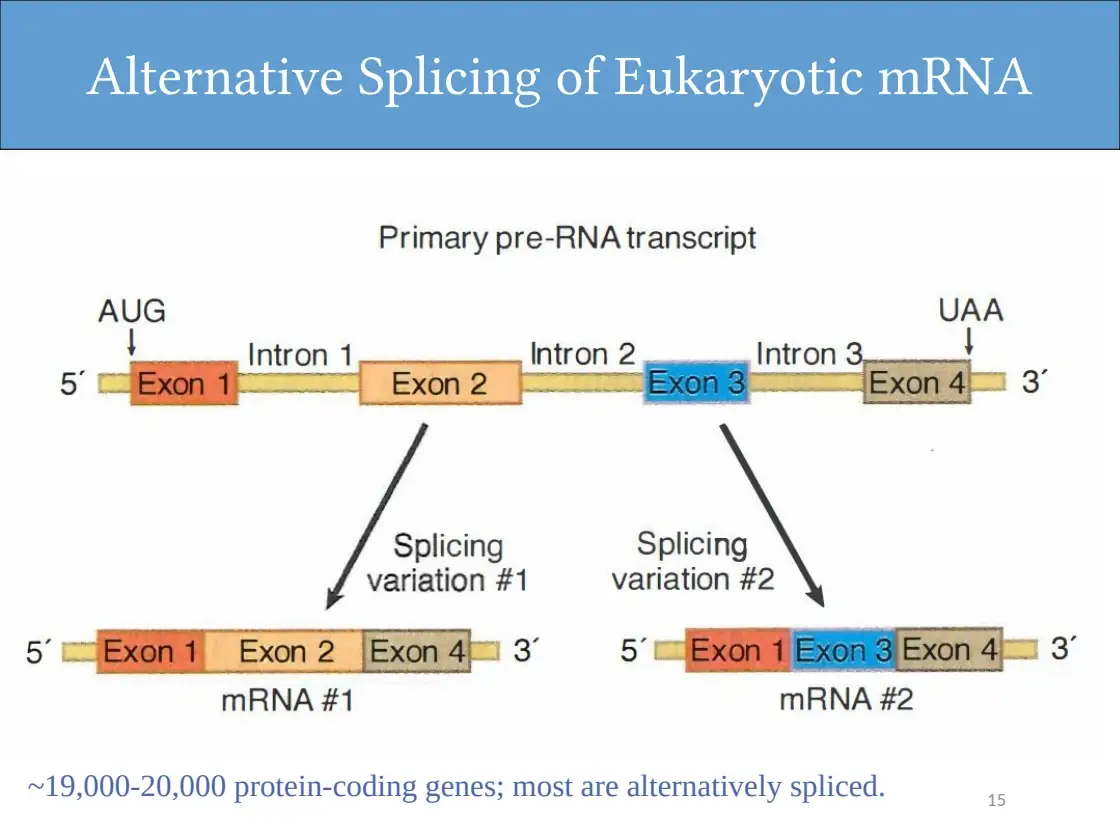 Alternative Splicing of Eukaryotic mRNA
Primary pre-RNA transcript
AUG
UAA
Intron 1
Intron 2
Intron 3
5´
Exon 1
Exon 2
Exon 3
Exon 4
3´
Splicing
variation #1
Splicing
variation #2
5´
Exon 1
Exon 2
Exon 4
3´
mRNA #1
5´
Exon 1
Exon 3
Exon 4
3´
mRNA #2
~19,000-20,000 protein-coding genes; most are alternatively spliced.
15